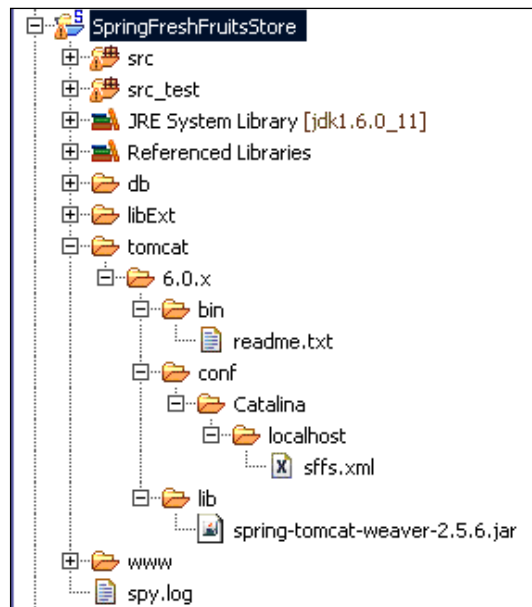 SpringFreshFruitsStore
src
src_test
JRE System Library [jdk1.6.0_11]
Referenced Libraries
db
libExt
tomcat
6.0.x
bin
readme.txt
conf
Catalina
localhost
sffs.xml
lib
spring-tomcat-weaver-2.5.6.jar
www
spy.log